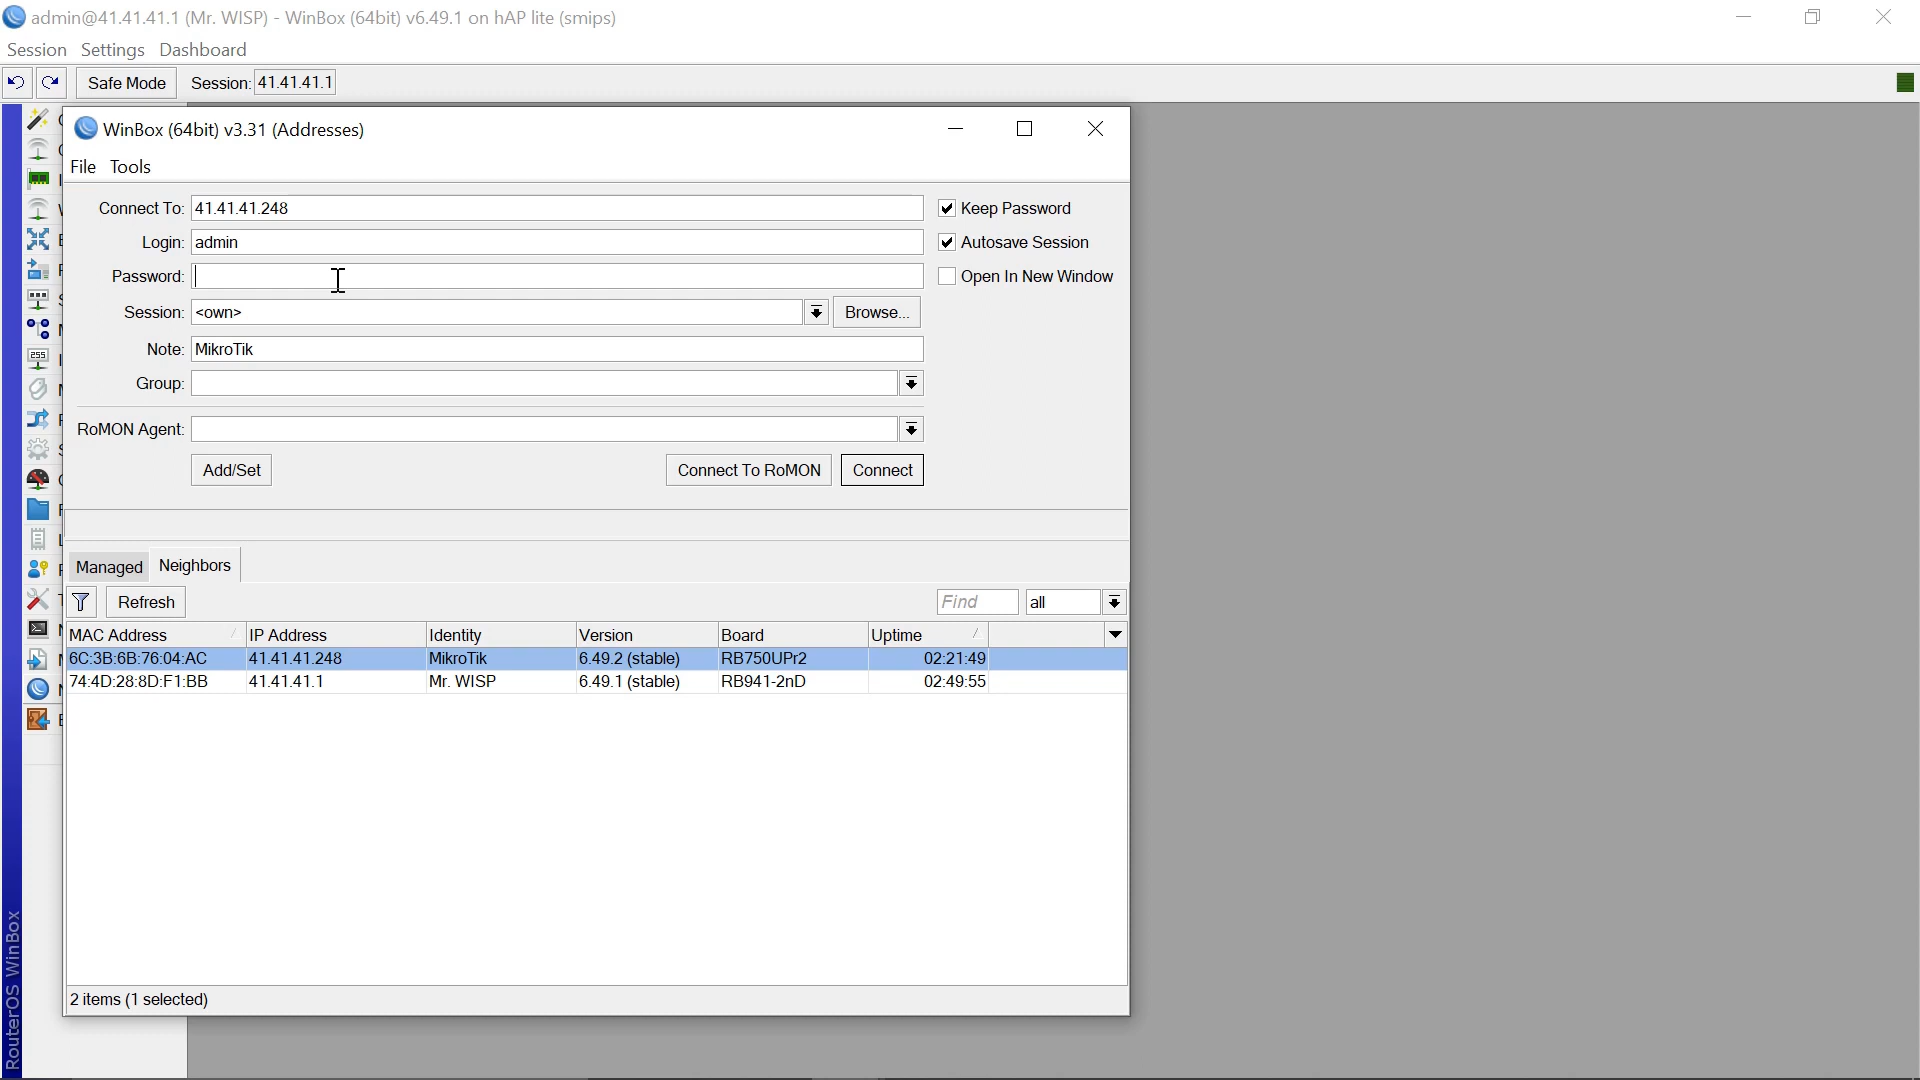 admin@41.41.41.1 (Mr. WISP) - WinBox (64bit) v6.49.1 on hAP lite (smips)
Session Settings Dashboard
Safe Mode Session: 41.41.41.1
WinBox (64bit) v3.31 (Addresses)
File Tools
Connect To: 41.41.41.248 Keep Password
Login: admin Autosave Session
Password: Open In New Window
Session: <own> Browse...
Note: MikroTik
Group:
RoMON Agent:
Add/Set Connect To RoMON Connect
Managed Neighbors
Refresh Find all
MAC Address IP Address Identity Version Board Uptime
6C:3B:6B:76:04:AC 41.41.41.248 MikroTik 6.49.2 (stable) RB750UPr2 02:21:49
74:4D:28:8D:F1:BB 41.41.41.1 Mr. WISP 6.49.1 (stable) RB941-2nD 02:49:55
2 items (1 selected)
RouterOS WinBox
255